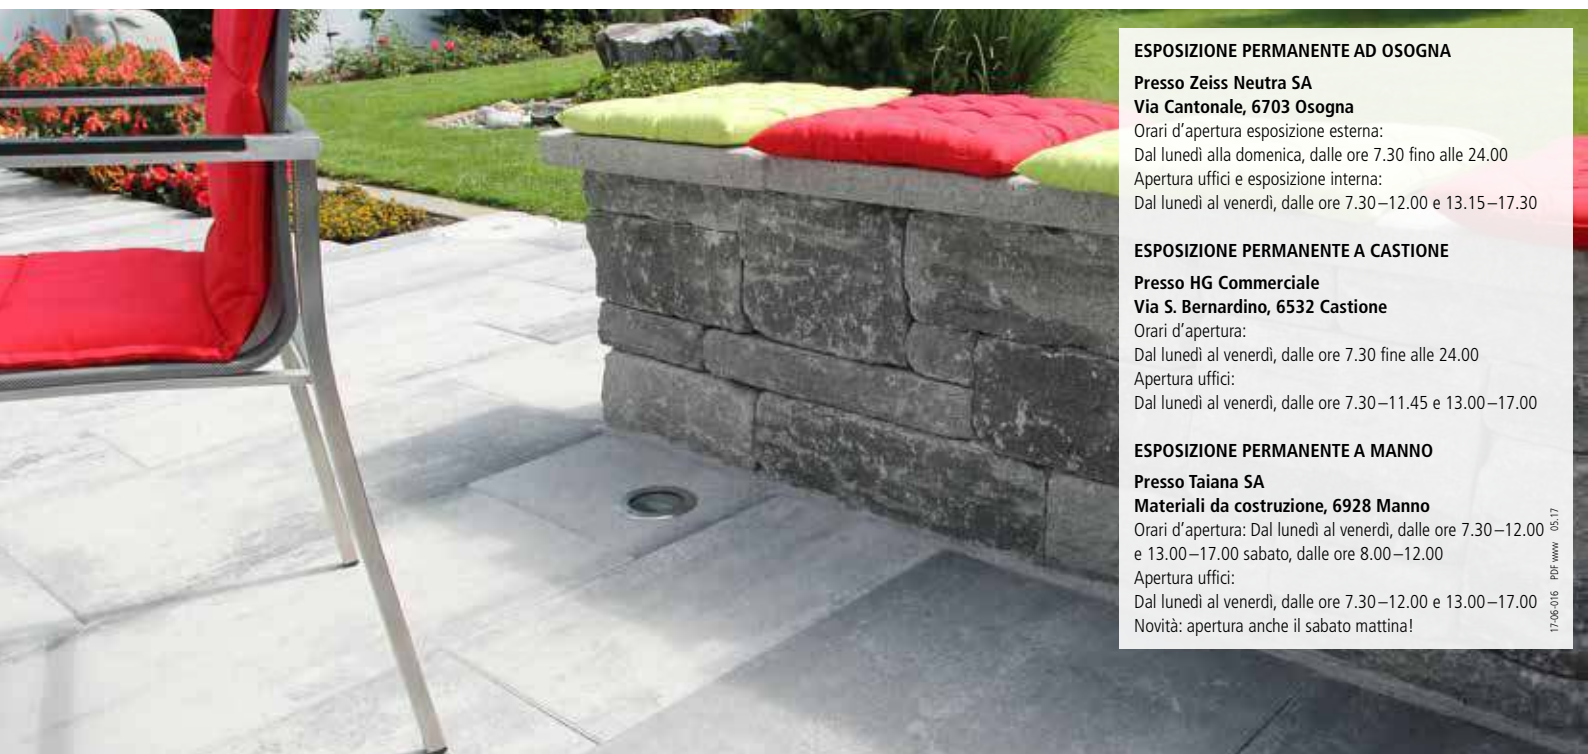 ESPOSIZIONE PERMANENTE AD OSOGNA
Presso Zeiss Neutra SA
Via Cantonale, 6703 Osogna
Orari d'apertura esposizione esterna:
Dal lunedì alla domenica, dalle ore 7.30 fino alle 24.00
Apertura uffici e esposizione interna:
Dal lunedì al venerdì, dalle ore 7.30–12.00 e 13.15–17.30
ESPOSIZIONE PERMANENTE A CASTIONE
Presso HG Commerciale
Via S. Bernardino, 6532 Castione
Orari d'apertura:
Dal lunedì al venerdì, dalle ore 7.30 fine alle 24.00
Apertura uffici:
Dal lunedì al venerdì, dalle ore 7.30–11.45 e 13.00–17.00
ESPOSIZIONE PERMANENTE A MANNO
Presso Taiana SA
Materiali da costruzione, 6928 Manno
Orari d'apertura: Dal lunedì al venerdì, dalle ore 7.30–12.00
e 13.00–17.00 sabato, dalle ore 8.00–12.00
Apertura uffici:
Dal lunedì al venerdì, dalle ore 7.30–12.00 e 13.00–17.00
Novità: apertura anche il sabato mattina!
17-06-016 PDF www 05.17